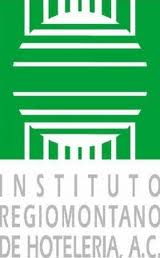 INSTITUTO
REGIOMONTANO
DE HOTELERIA, A.C.